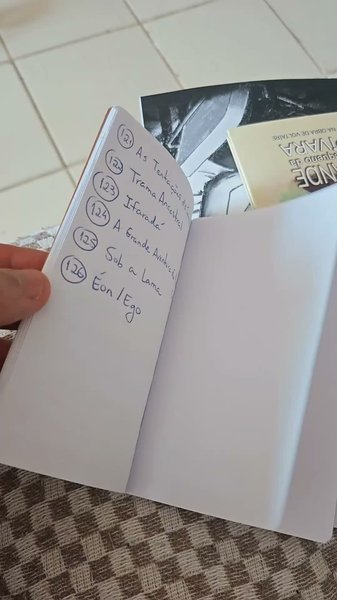 121 As Tentações
122 Trama Ancestral
123 Ifaradá
124 A Grande
125 Sob a Lama
126 Éon/Ego
NA OBRA DE VOLTAIRE